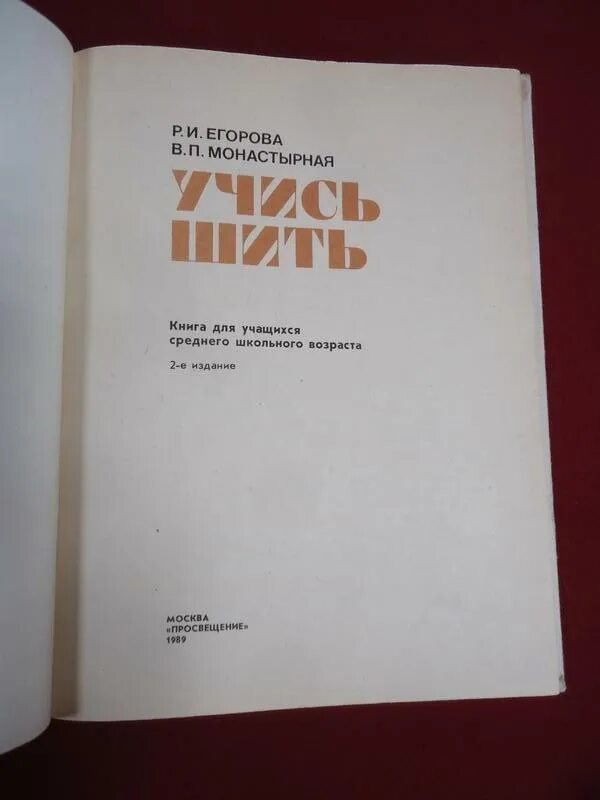 Р.И. ЕГОРОВА
В.П. МОНАСТЫРНАЯ
УЧИСЬ
ШИТЬ
Книга для учащихся
среднего школьного возраста
2-е издание
МОСКВА
«ПРОСВЕЩЕНИЕ»
1989